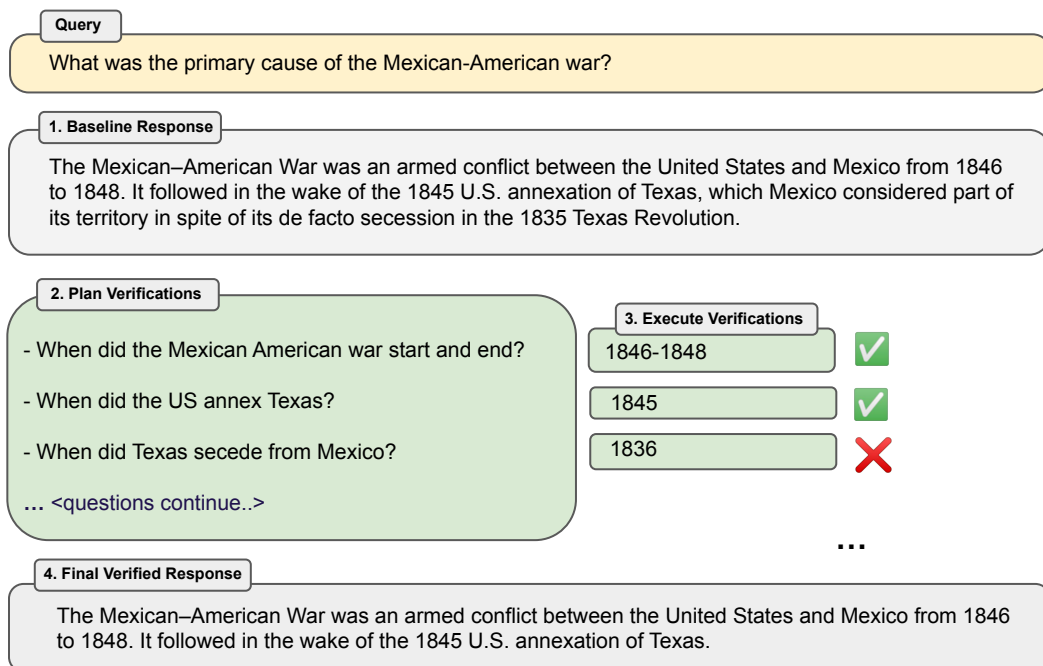 Query
What was the primary cause of the Mexican-American war?
1. Baseline Response
The Mexican–American War was an armed conflict between the United States and Mexico from 1846
to 1848. It followed in the wake of the 1845 U.S. annexation of Texas, which Mexico considered part of
its territory in spite of its de facto secession in the 1835 Texas Revolution.
2. Plan Verifications
- When did the Mexican American war start and end?
- When did the US annex Texas?
- When did Texas secede from Mexico?
... <questions continue..>
3. Execute Verifications
1846-1848
1845
1836
...
4. Final Verified Response
The Mexican–American War was an armed conflict between the United States and Mexico from 1846
to 1848. It followed in the wake of the 1845 U.S. annexation of Texas.